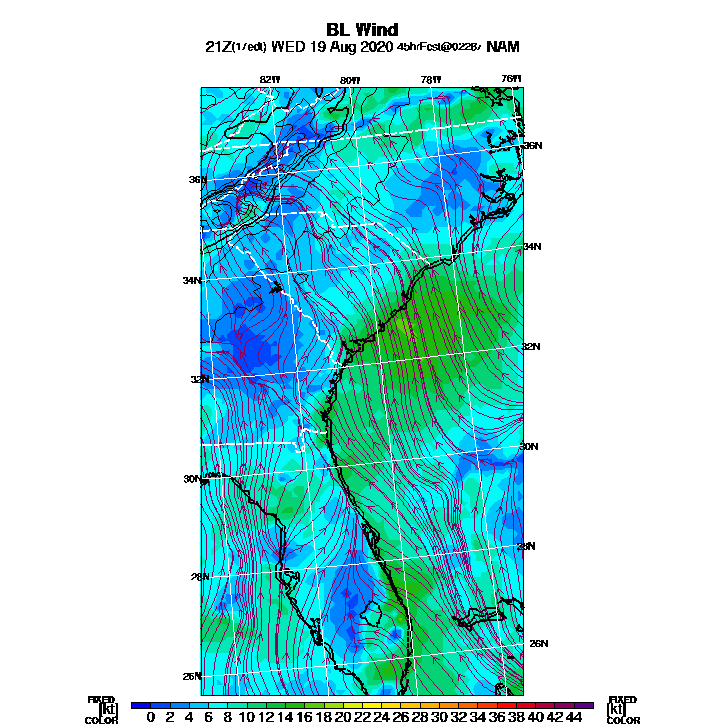 BL Wind
21Z(17edt) WED 19 Aug 2020 45hrFcst@0228z NAM
82W 80W 78W 76W
36N
36N
34N
34N
32N
32N
30N
30N
28N
28N
26N
26N
FIXED FIXED
[kt] 0 2 4 6 8 10 12 14 16 18 20 22 24 26 28 30 32 34 36 38 40 42 44 [kt]
COLOR COLOR